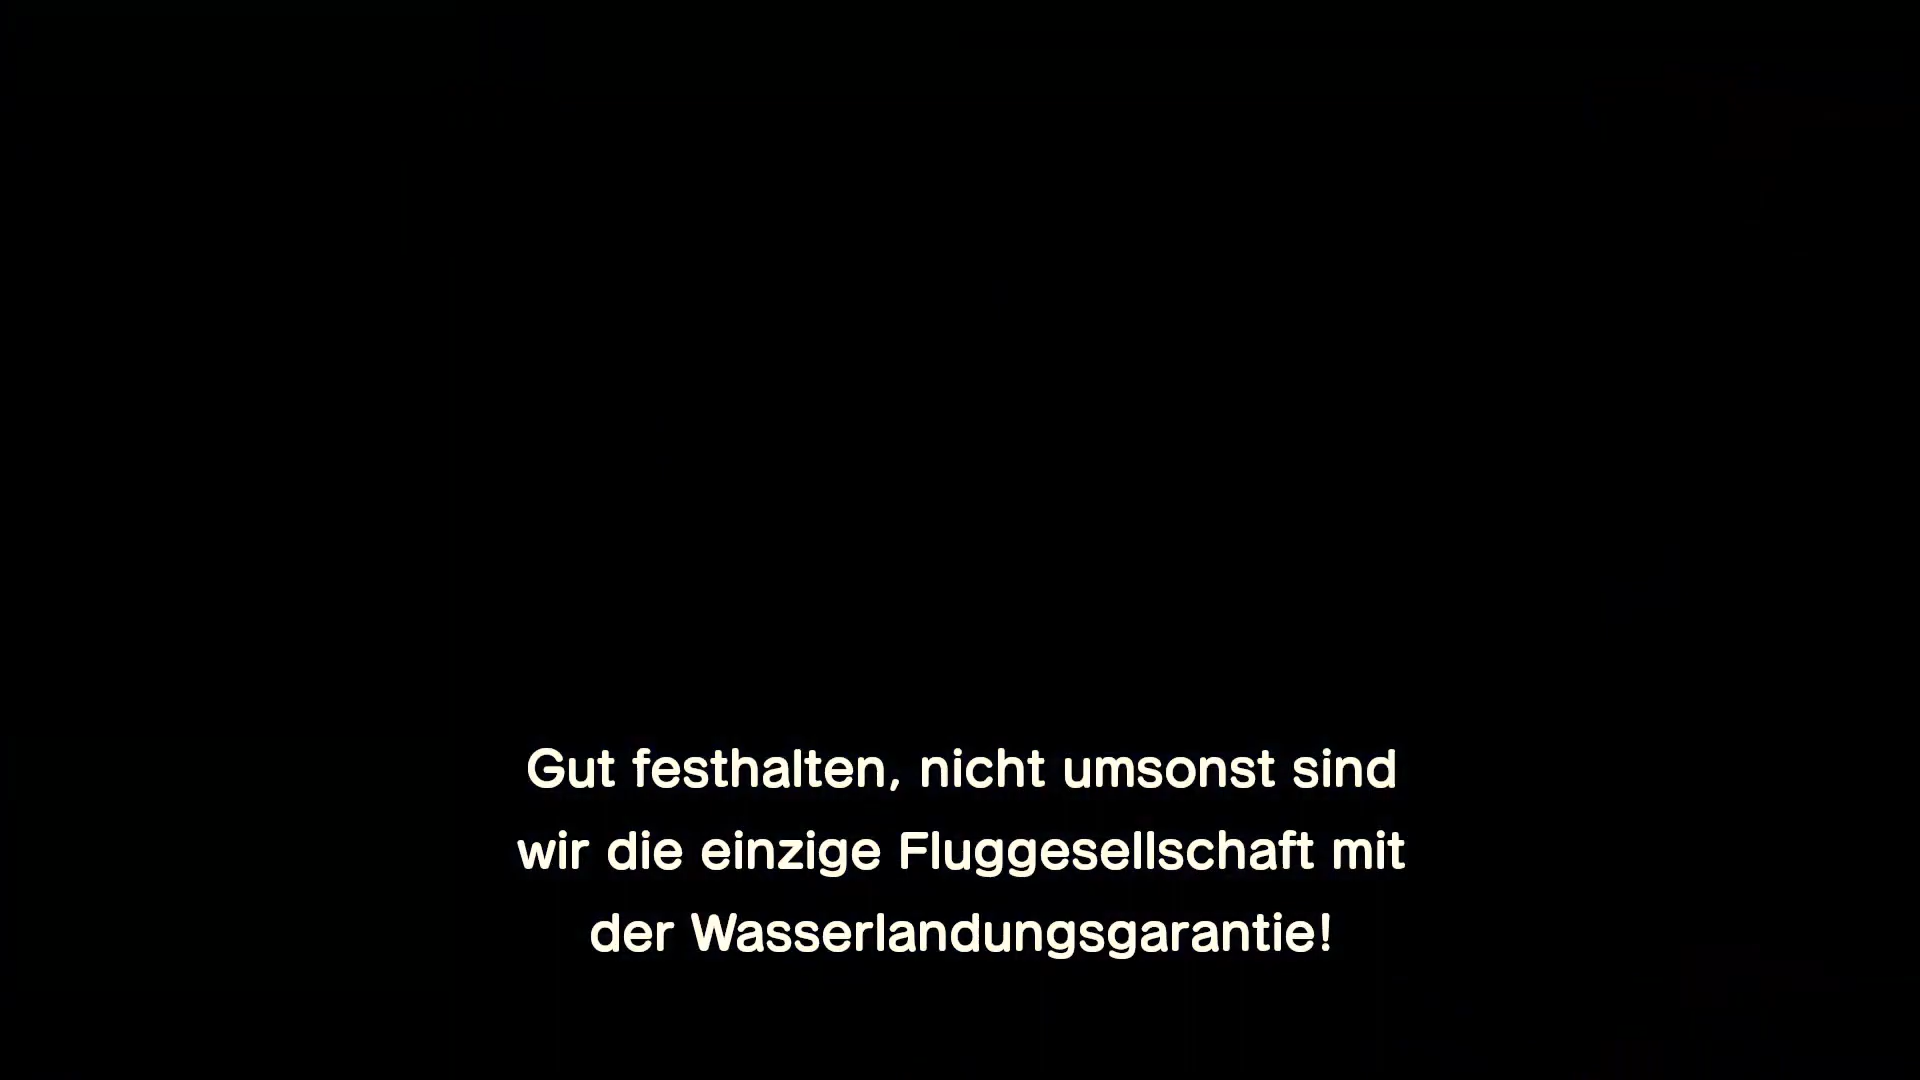 Gut festhalten, nicht umsonst sind
wir die einzige Fluggesellschaft mit
der Wasserlandungsgarantie!